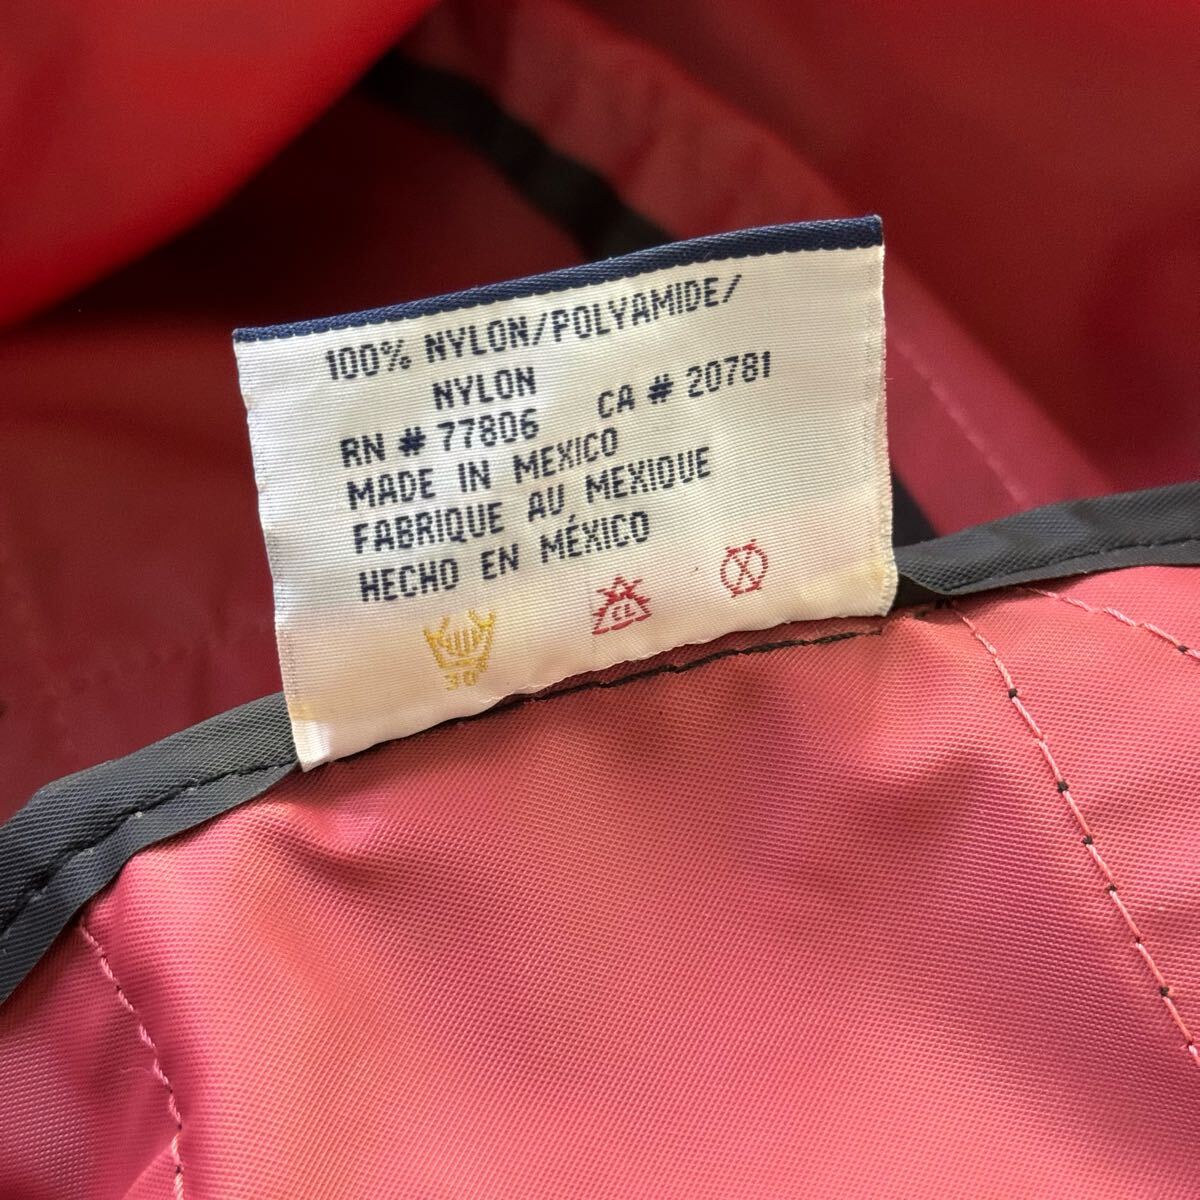 100% NYLON/POLYAMIDE/
NYLON
RN # 77806 CA # 20781
MADE IN MEXICO
FABRIQUE AU MEXIQUE
HECHO EN MÉXICO
30
CL